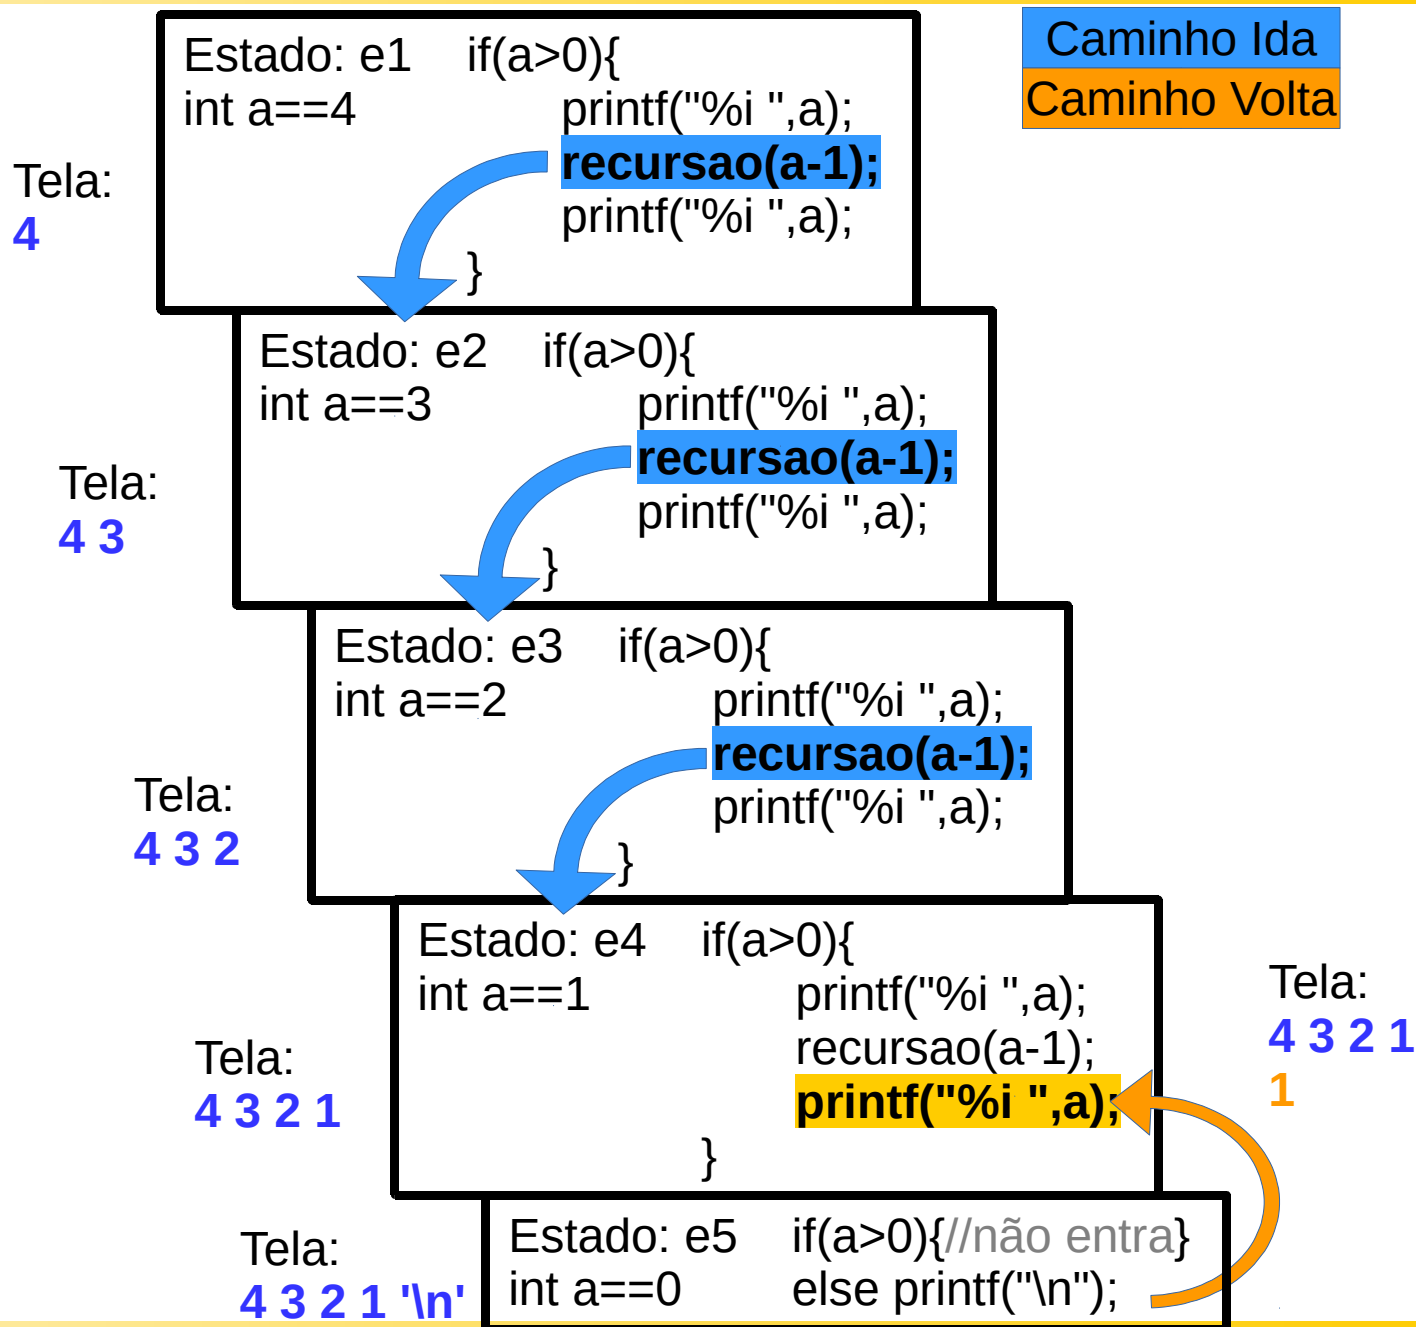 Caminho Ida
Caminho Volta
Estado: e1 if(a>0){
int a==4 printf("%i ",a);
recursao(a-1);
printf("%i ",a);
}
Tela:
4
Estado: e2 if(a>0){
int a==3 printf("%i ",a);
recursao(a-1);
printf("%i ",a);
}
Tela:
4 3
Estado: e3 if(a>0){
int a==2 printf("%i ",a);
recursao(a-1);
printf("%i ",a);
}
Tela:
4 3 2
Estado: e4 if(a>0){
int a==1 printf("%i ",a);
recursao(a-1);
printf("%i ",a);
}
Tela:
4 3 2 1
Tela:
4 3 2 1
1
Estado: e5 if(a>0){//não entra}
int a==0 else printf("\n");
Tela:
4 3 2 1 '\n'